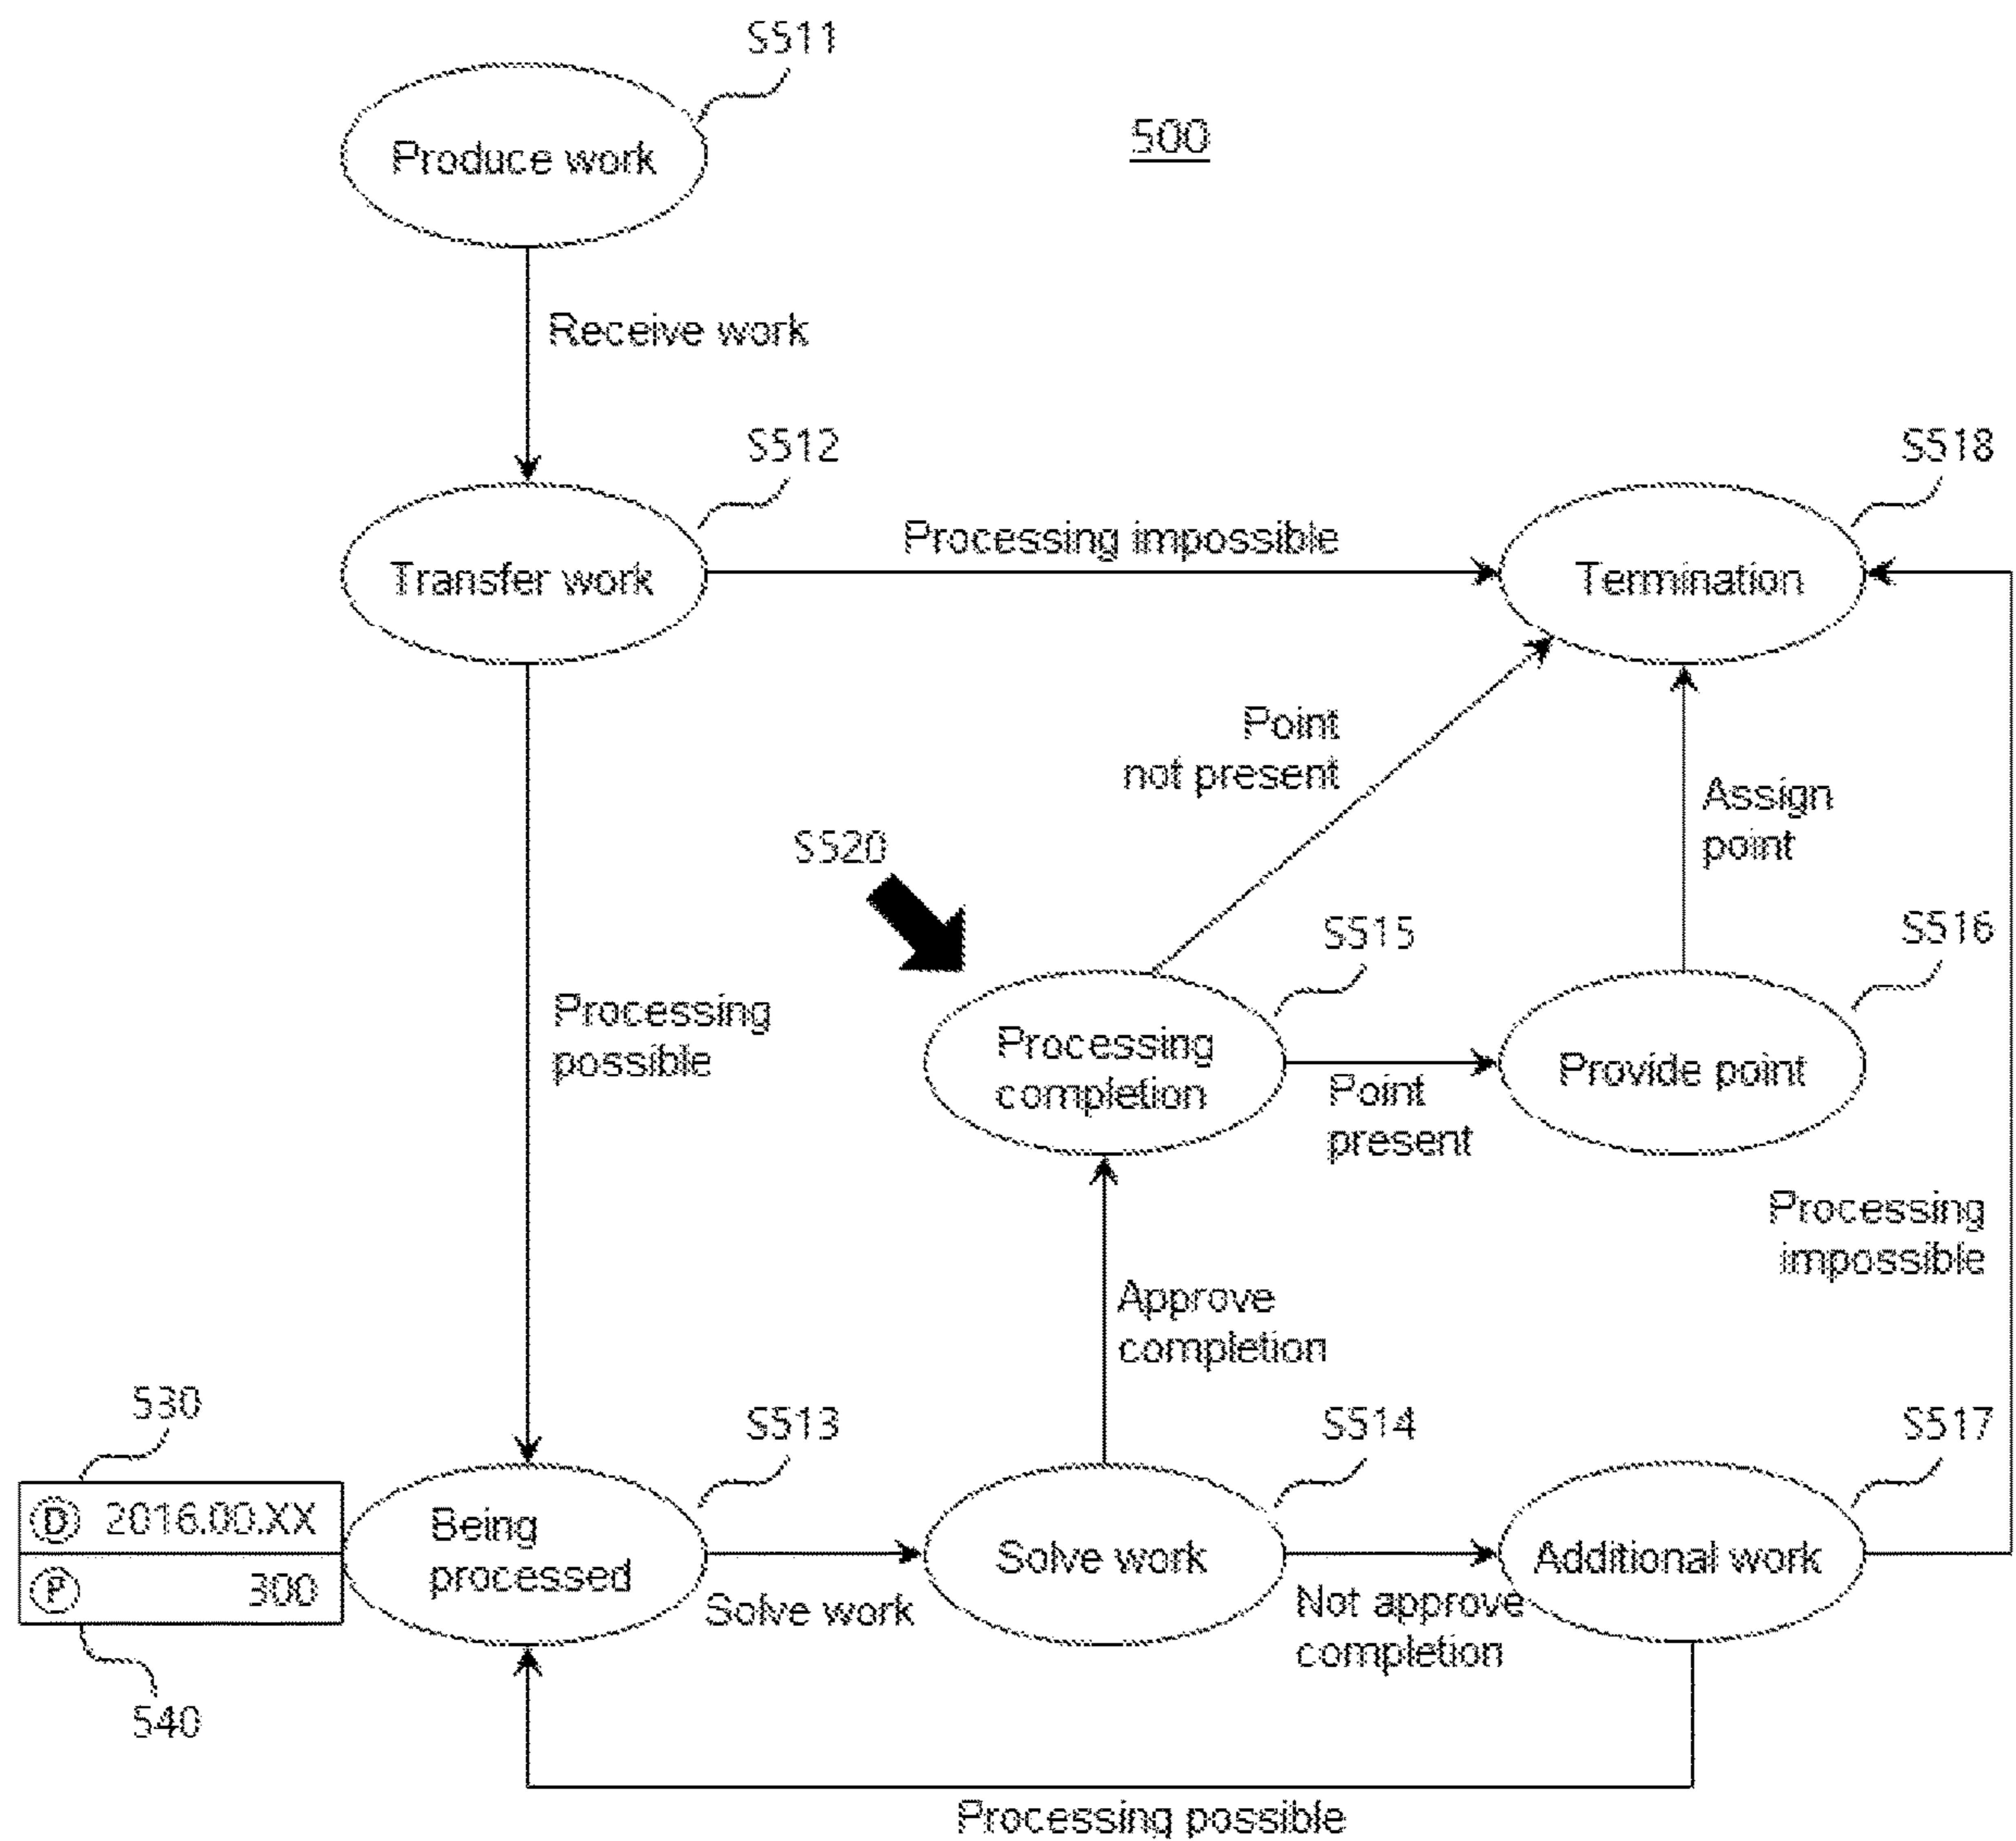 S511
Produce work
500
Receive work
S512
Transfer work
Processing impossible
S518
Termination
Point
not present
Assign
point
S520
S515
S516
Processing
possible
Processing
completion
Point
present
Provide point
Processing
impossible
Approve
completion
530
S513
S514
S517
D 2016.00.XX
P 300
Being
processed
Solve work
Solve work
Not approve
completion
Additional work
540
Processing possible